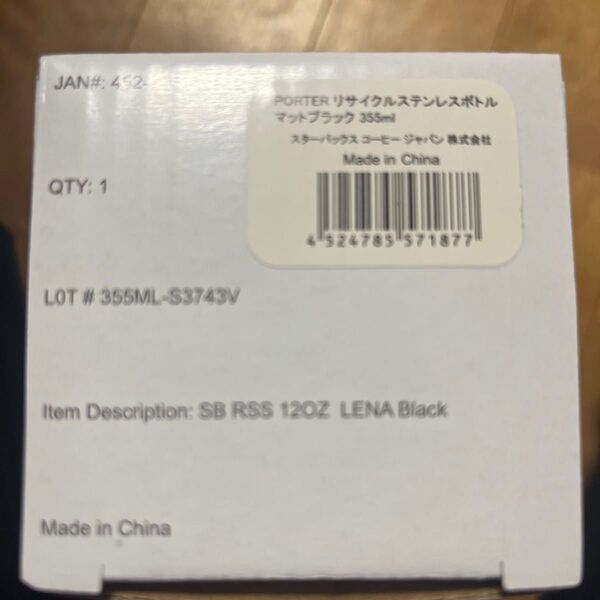 JAN#: 452
PORTER リサイクルステンレスボトル
マットブラック 355ml
スターバックス コーヒー ジャパン 株式会社
Made in China
4 524785 571877
QTY: 1
LOT # 355ML-S3743V
Item Description: SB RSS 12OZ LENA Black
Made in China